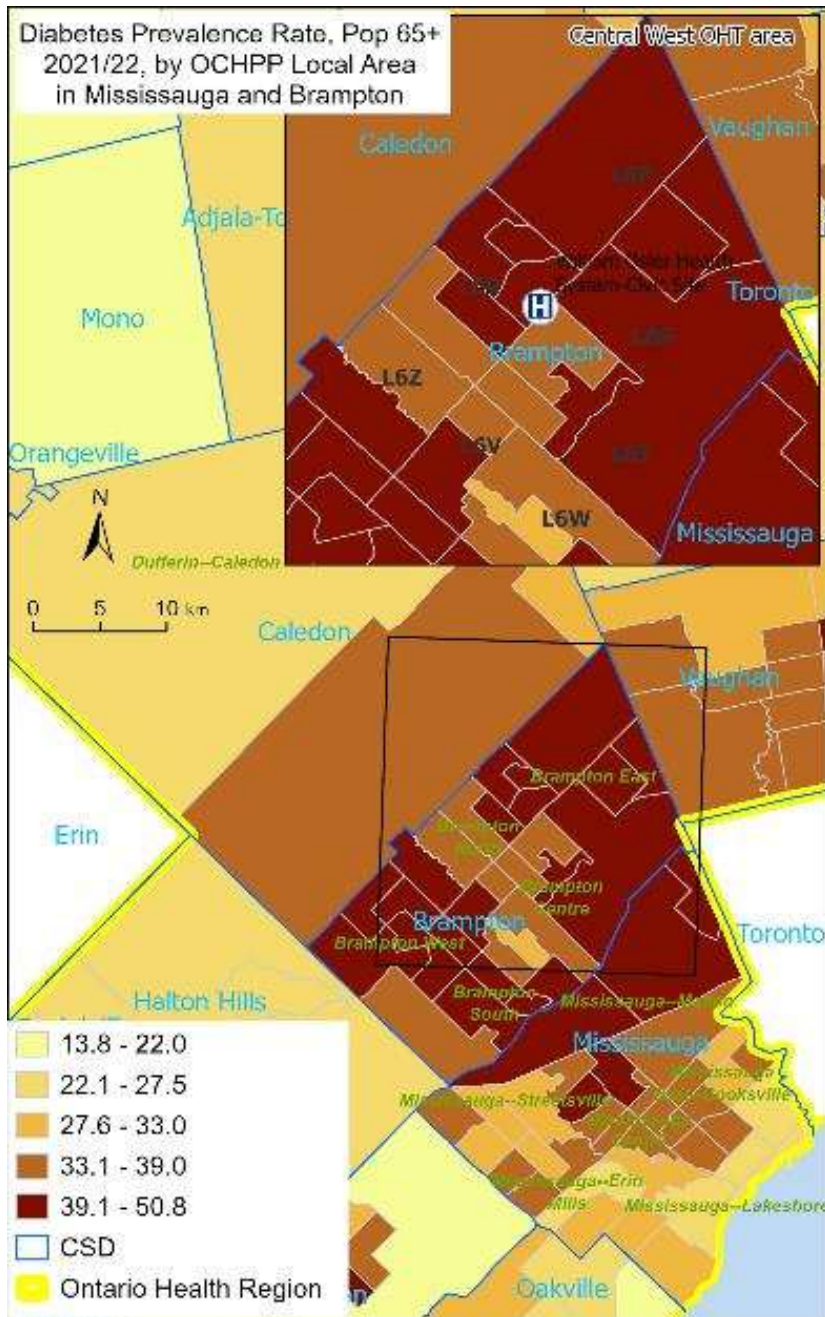 Diabetes Prevalence Rate, Pop 65+
2021/22, by OCHPP Local Area
in Mississauga and Brampton
Central West OHT area
Vaughan
Caledon
Adjala-To
Mono
Toronto
Brampton
H
L6Z
L6V
L6W
Orangeville
Mississauga
N
Dufferin--Caledon
0 5 10 km
Caledon
Vaughan
Brampton East
Erin
Brampton
Centre
Brampton
Brampton West
Toronto
Halton Hills
Brampton
South
Mississauga
Mississauga--Streetsville
Mississauga--Erin
Mills
Mississauga--Lakeshore
Oakville
13.8 - 22.0
22.1 - 27.5
27.6 - 33.0
33.1 - 39.0
39.1 - 50.8
CSD
Ontario Health Region